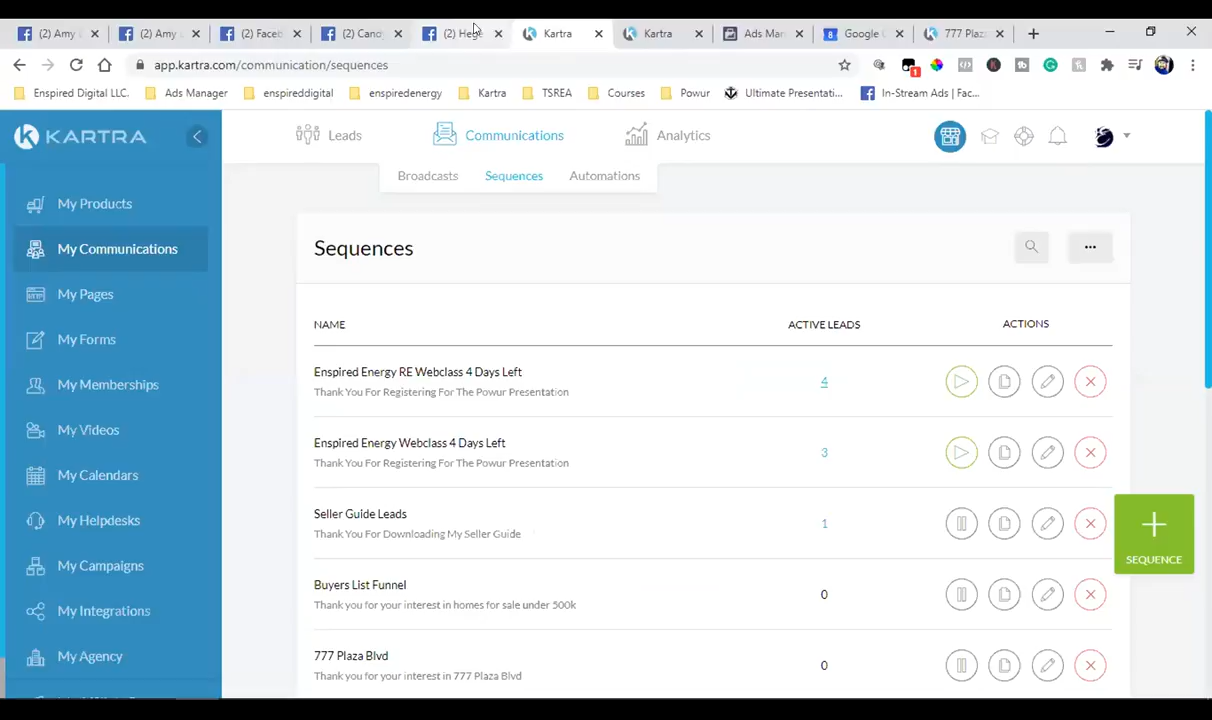 (2) Amy (2) Amy (2) Faceb (2) Cand (2) Hege Kartra Kartra Ads Man Google 777 Plaz
app.kartra.com/communication/sequences
Enspired Digital LLC. Ads Manager enspireddigital enspiredenergy Kartra TSREA Courses Powur Ultimate Presentati... In-Stream Ads | Fac...
KARTRA
Leads Communications Analytics
Broadcasts Sequences Automations
My Products
My Communications
My Pages
My Forms
My Memberships
My Videos
My Calendars
My Helpdesks
My Campaigns
My Integrations
My Agency
Sequences
NAME ACTIVE LEADS ACTIONS
Enspired Energy RE Webclass 4 Days Left 4
Thank You For Registering For The Powur Presentation
Enspired Energy Webclass 4 Days Left 3
Thank You For Registering For The Powur Presentation
Seller Guide Leads 1
Thank You For Downloading My Seller Guide
Buyers List Funnel 0
Thank you for your interest in homes for sale under 500k
777 Plaza Blvd 0
Thank you for your interest in 777 Plaza Blvd
SEQUENCE